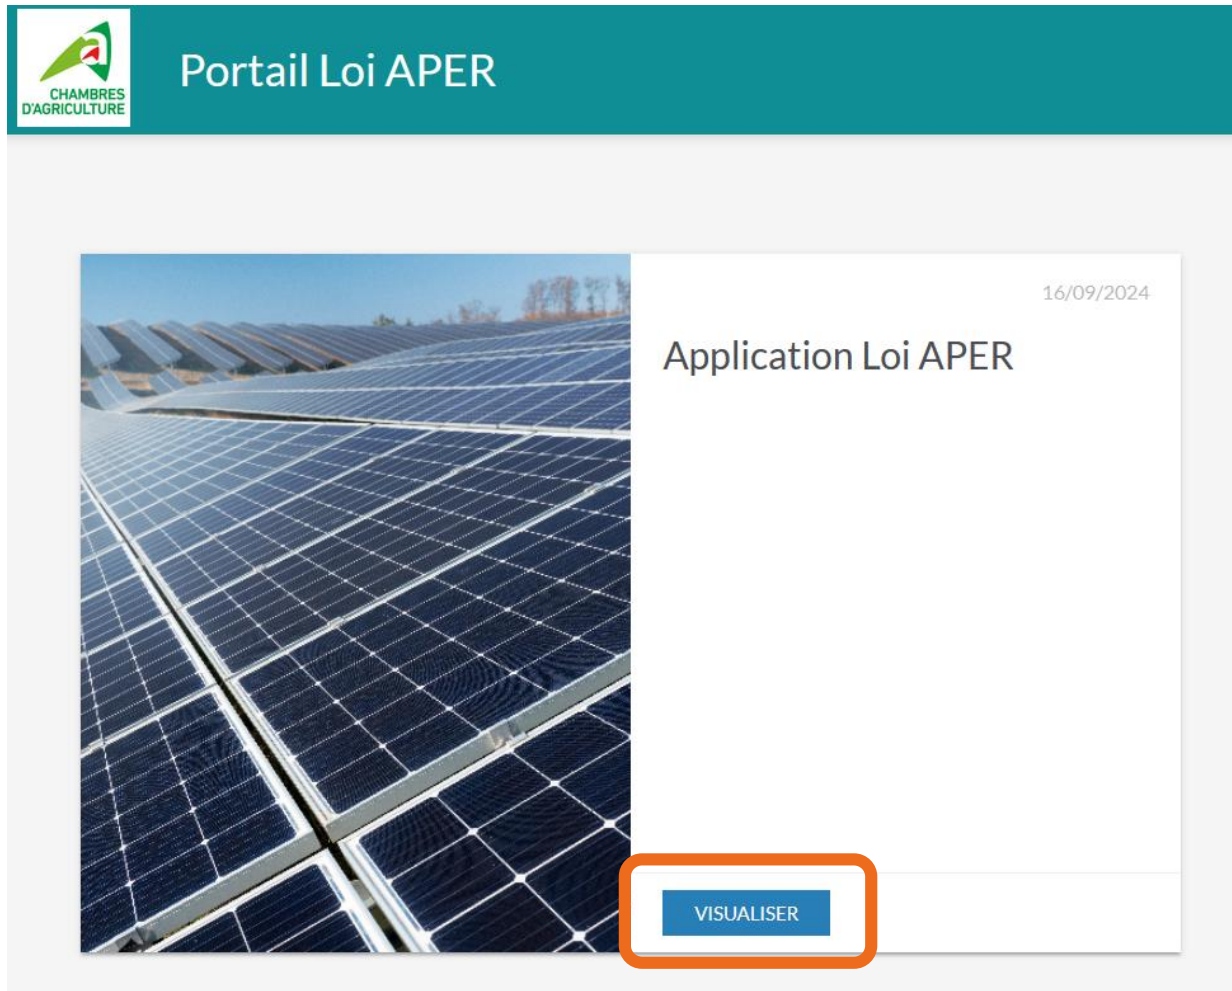 CHAMBRES
D'AGRICULTURE
Portail Loi APER
16/09/2024
Application Loi APER
VISUALISER